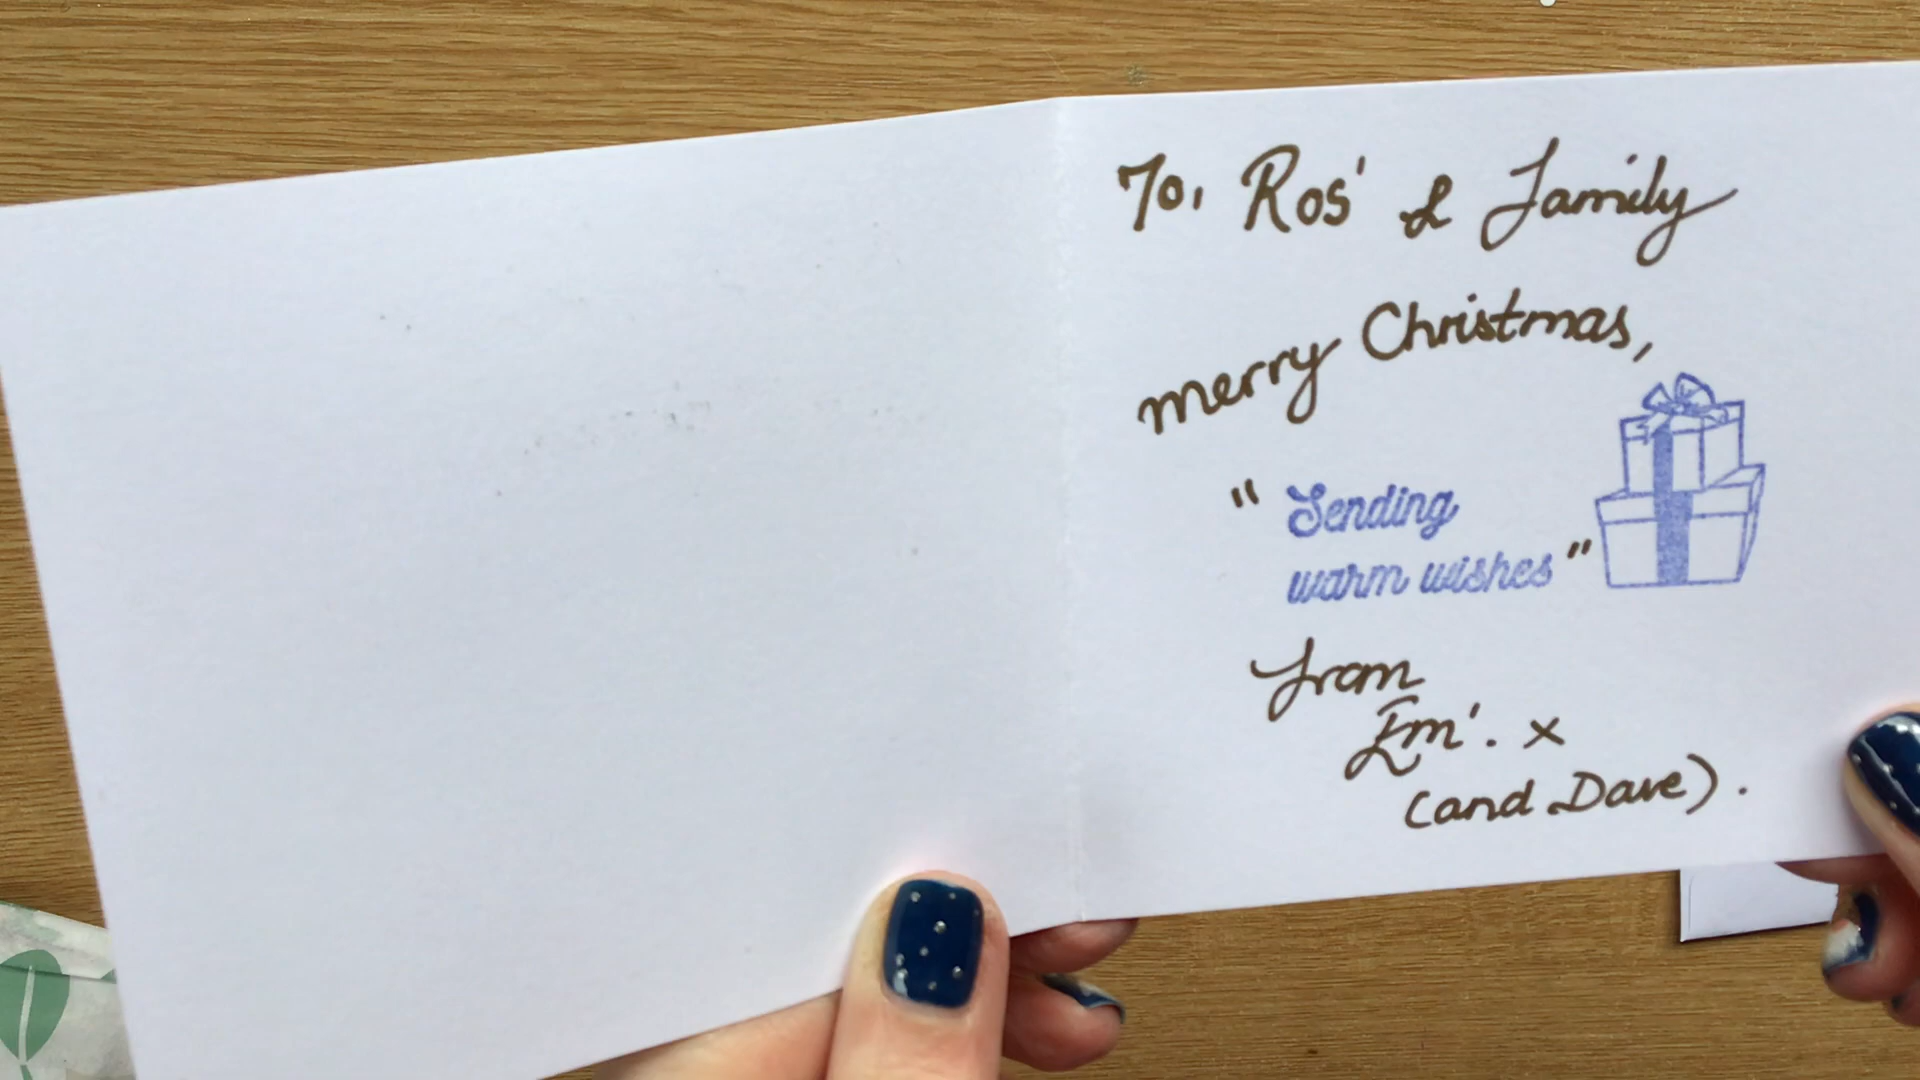 To, Ros' & Family
merry Christmas,
" Sending
warm wishes "
from
Em'. x
(and Dave).